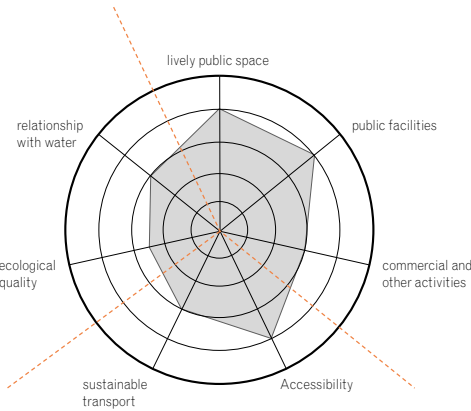 lively public space
relationship
with water
public facilities
ecological
quality
commercial and
other activities
sustainable
transport
Accessibility